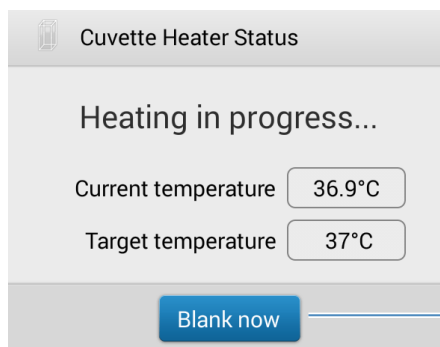 Cuvette Heater Status
Heating in progress...
Current temperature 36.9°C
Target temperature 37°C
Blank now